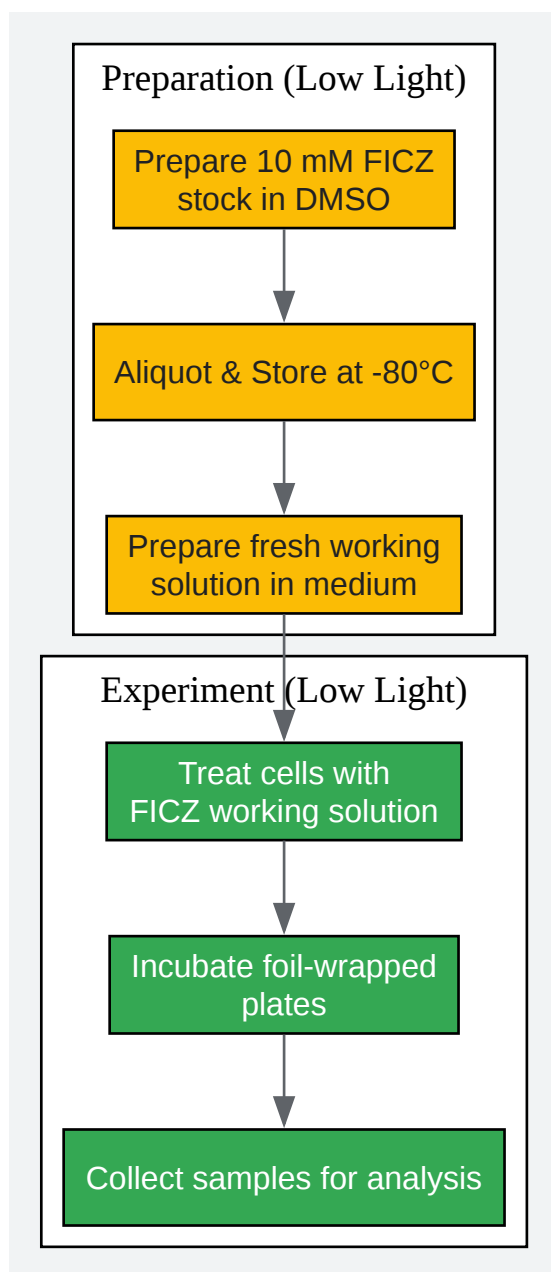 Preparation (Low Light)
Prepare 10 mM FICZ
stock in DMSO
Aliquot & Store at -80°C
Prepare fresh working
solution in medium
Experiment (Low Light)
Treat cells with
FICZ working solution
Incubate foil-wrapped
plates
Collect samples for analysis